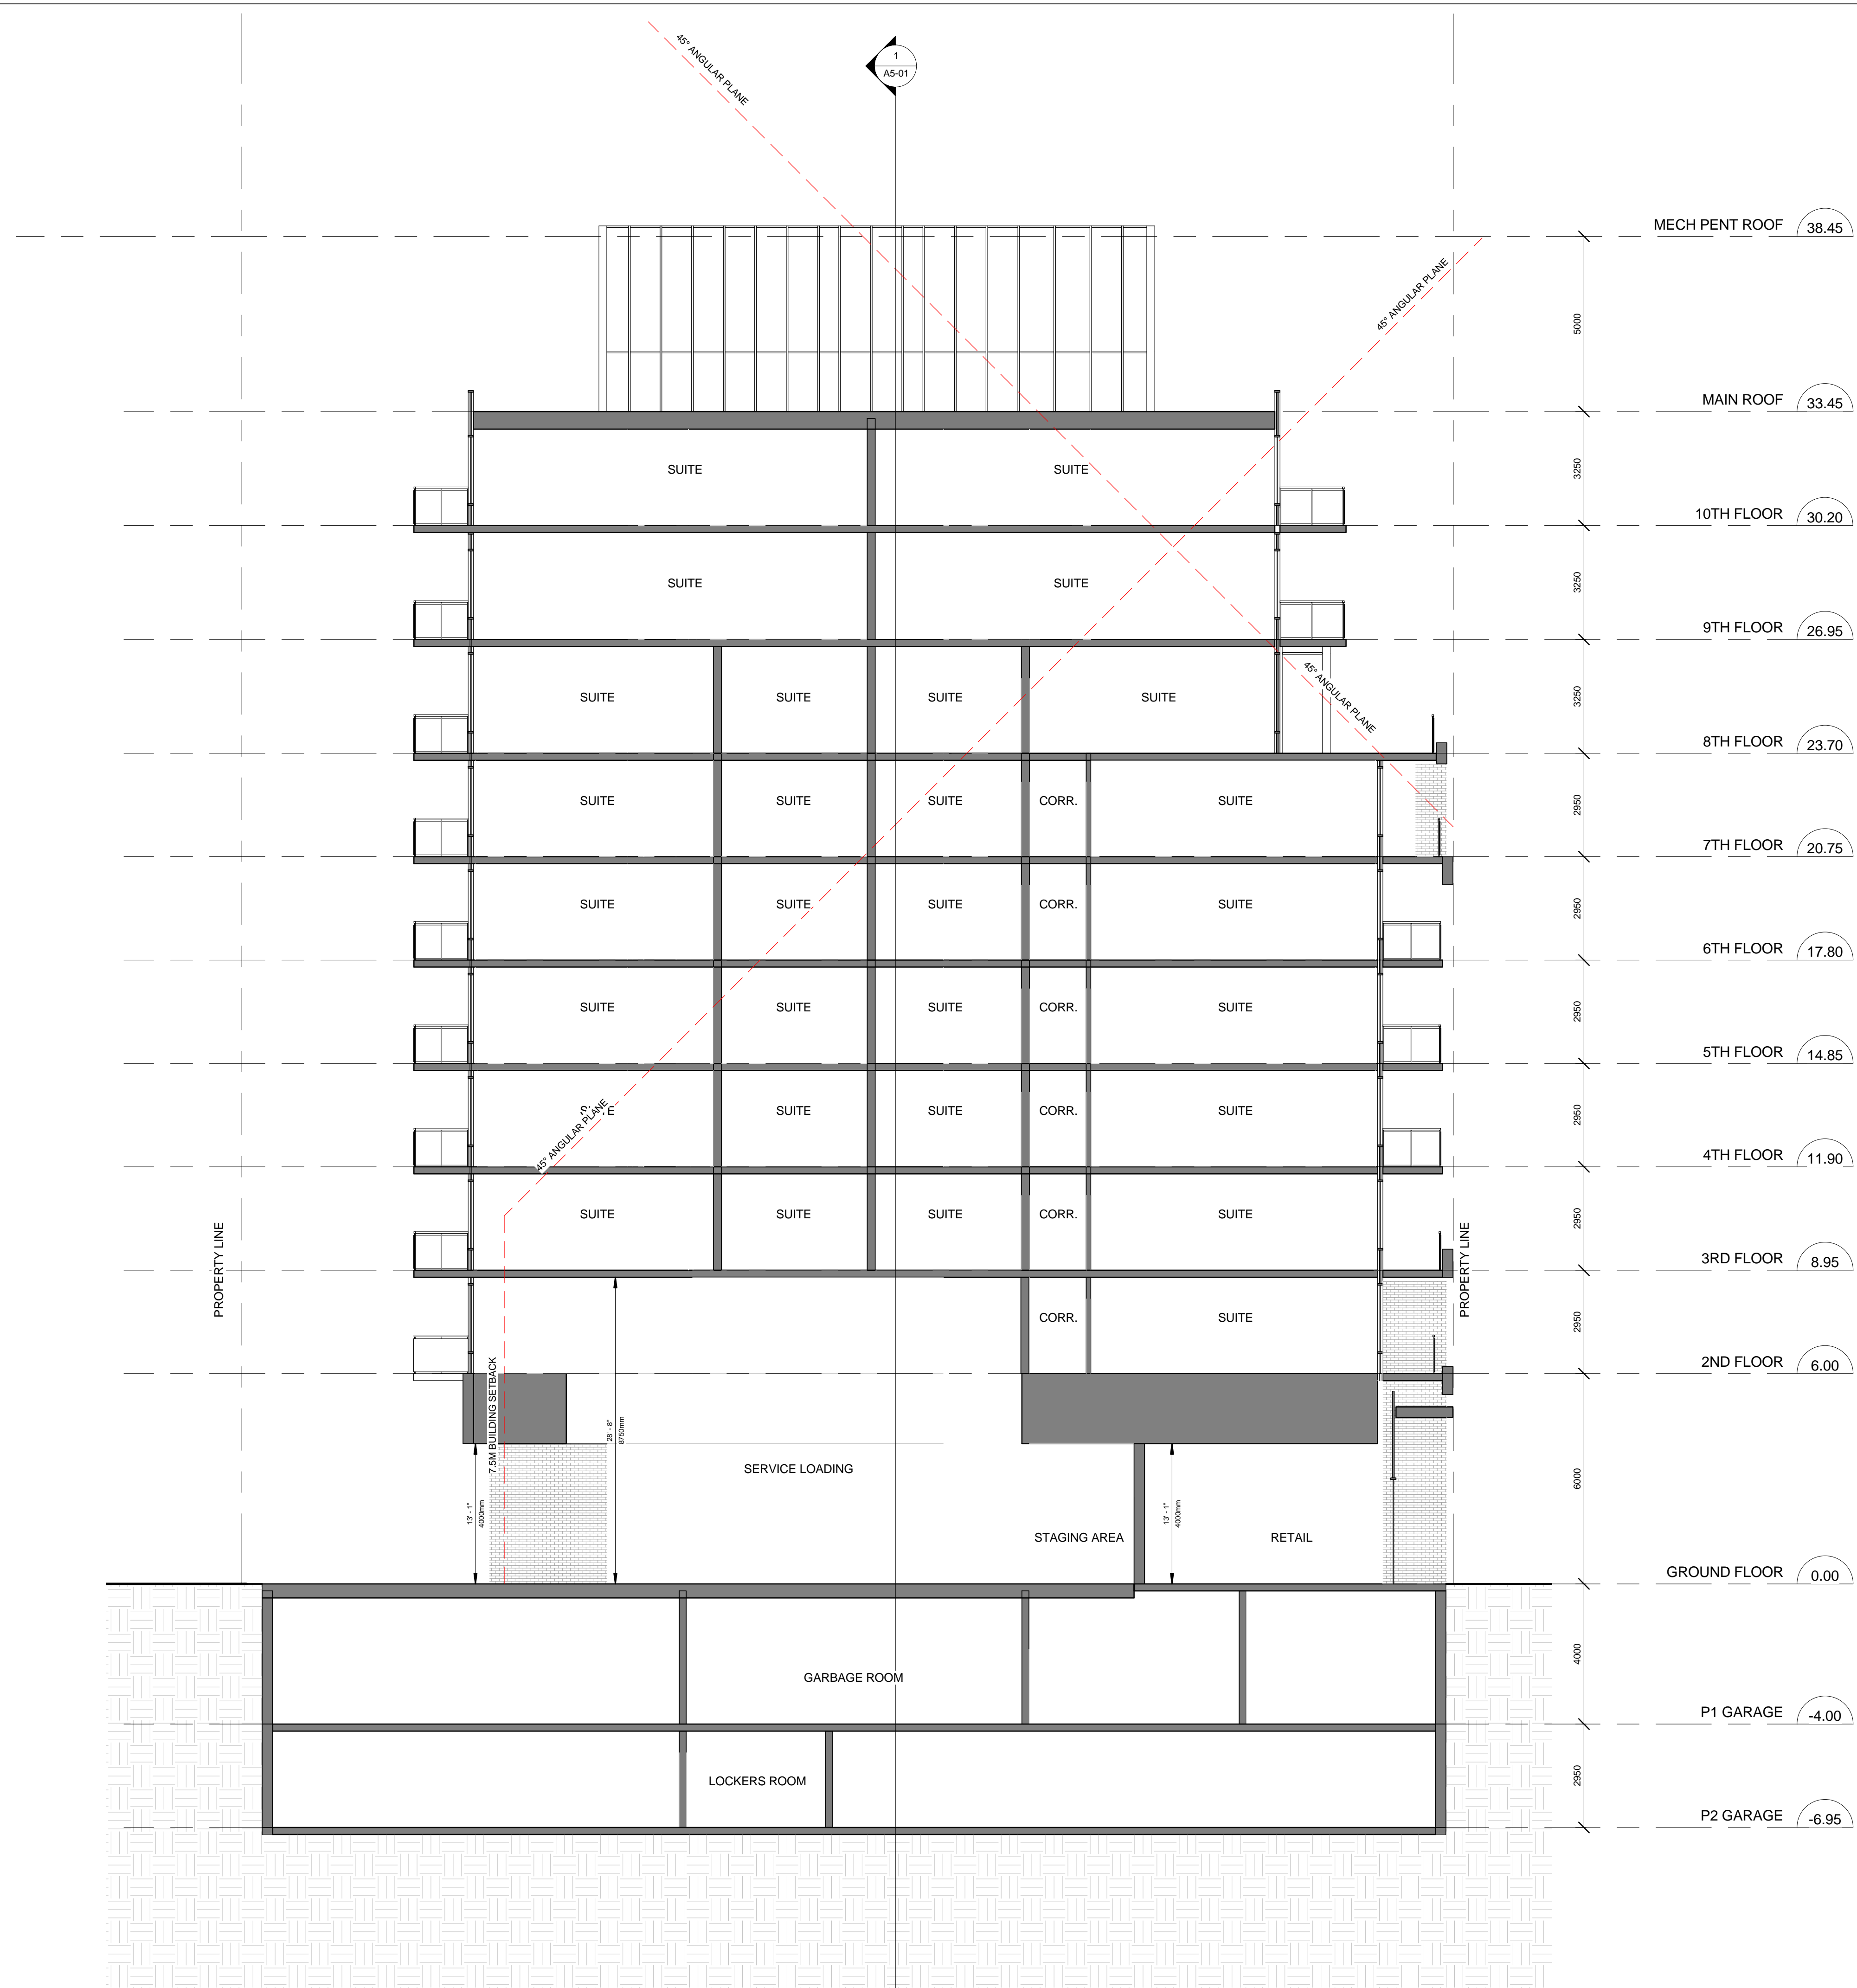 45° ANGULAR PLANE
1
A5-01
MECH PENT ROOF 38.45
45° ANGULAR PLANE
5000
MAIN ROOF 33.45
SUITE SUITE
3250
10TH FLOOR 30.20
SUITE SUITE
3250
9TH FLOOR 26.95
45° ANGULAR PLANE
SUITE SUITE SUITE SUITE
3250
8TH FLOOR 23.70
SUITE SUITE SUITE CORR. SUITE
2950
7TH FLOOR 20.75
SUITE SUITE SUITE CORR. SUITE
2950
6TH FLOOR 17.80
SUITE SUITE SUITE CORR. SUITE
2950
5TH FLOOR 14.85
SUITE SUITE SUITE CORR. SUITE
2950
45° ANGULAR PLANE
4TH FLOOR 11.90
SUITE SUITE SUITE CORR. SUITE
2950
PROPERTY LINE
PROPERTY LINE
3RD FLOOR 8.95
CORR. SUITE
2950
2ND FLOOR 6.00
7.5M BUILDING SETBACK
28' - 8"
8750mm
SERVICE LOADING
6000
13' - 1"
4000mm
13' - 1"
4000mm
STAGING AREA
RETAIL
GROUND FLOOR 0.00
4000
GARBAGE ROOM
P1 GARAGE -4.00
2950
LOCKERS ROOM
P2 GARAGE -6.95